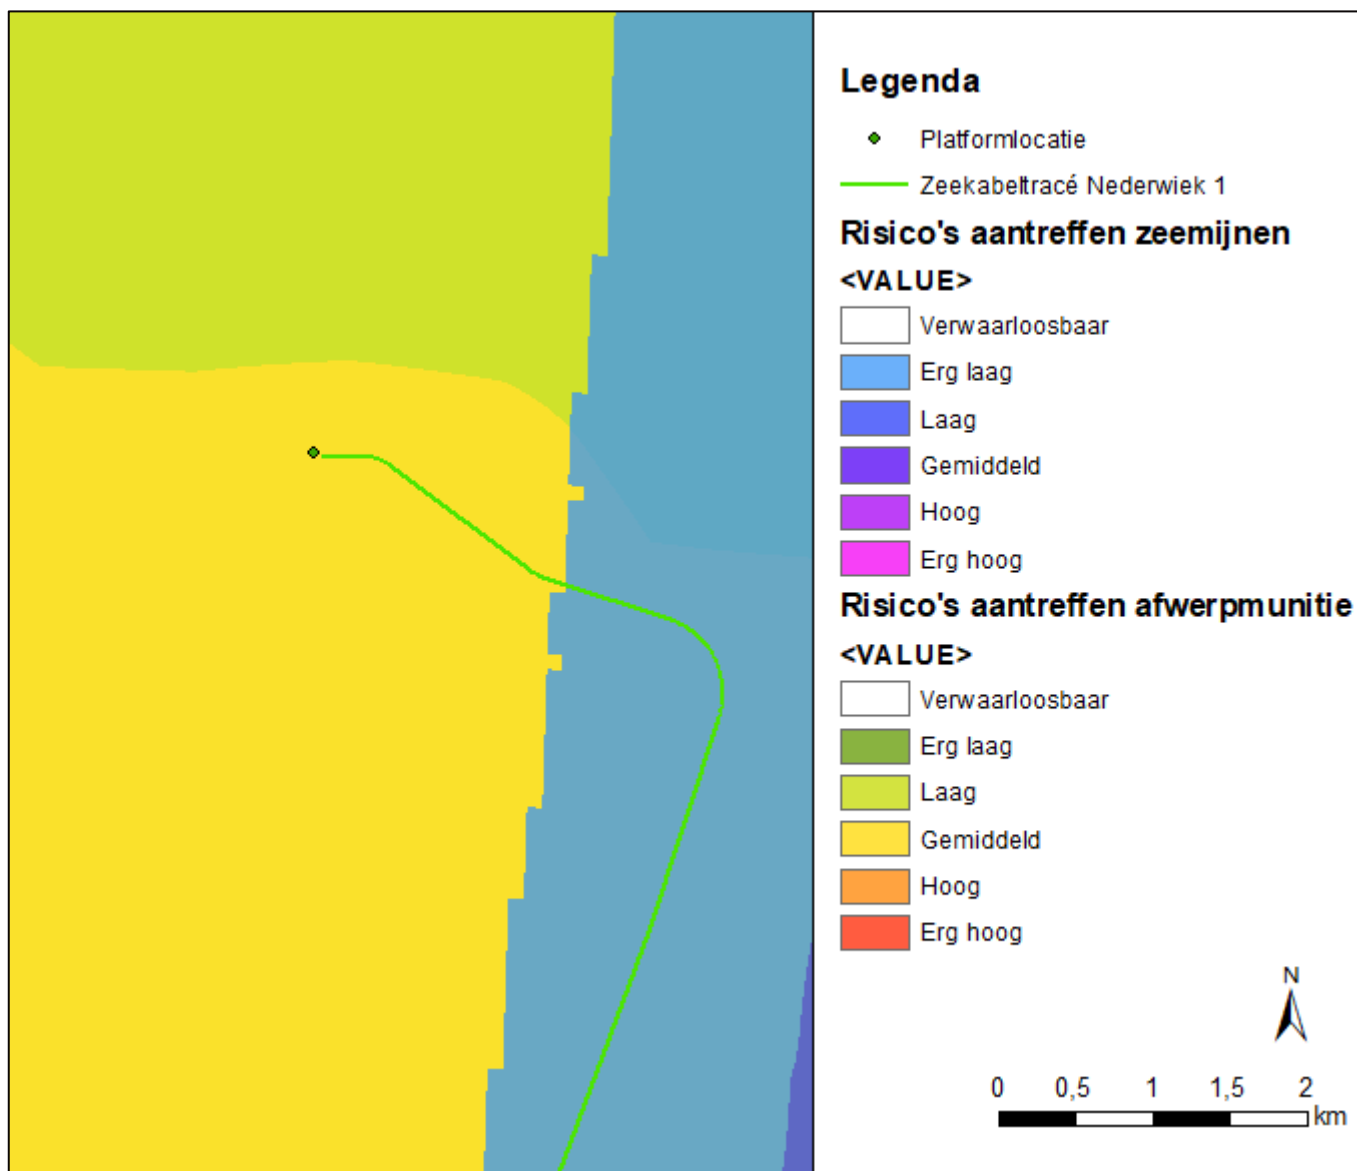 Legenda
Platformlocatie
Zeekabeltracé Nederwiek 1
Risico's aantreffen zeemijnen
<VALUE>
Verwaarloosbaar
Erg laag
Laag
Gemiddeld
Hoog
Erg hoog
Risico's aantreffen afwerpmunitie
<VALUE>
Verwaarloosbaar
Erg laag
Laag
Gemiddeld
Hoog
Erg hoog
N
0 0,5 1 1,5 2
km